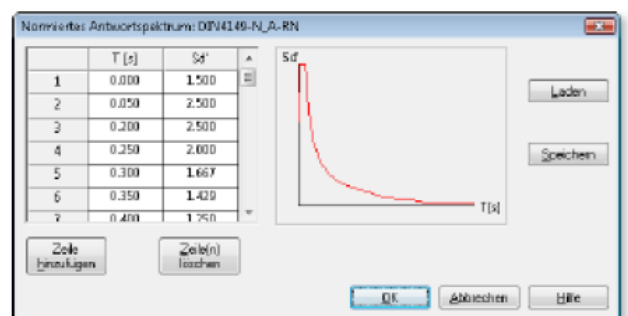 Normiertes Antwortspektrum: DIN4149-N_A-RN
T [s] Sd'
1 0.000 1.500
2 0.050 2.500
3 0.200 2.500
4 0.250 2.000
5 0.300 1.667
6 0.350 1.429
7 0.400 1.250
Sd'
T[s]
Laden
Speichern
Zeile hinzufügen
Zeile(n) löschen
OK Abbrechen Hilfe